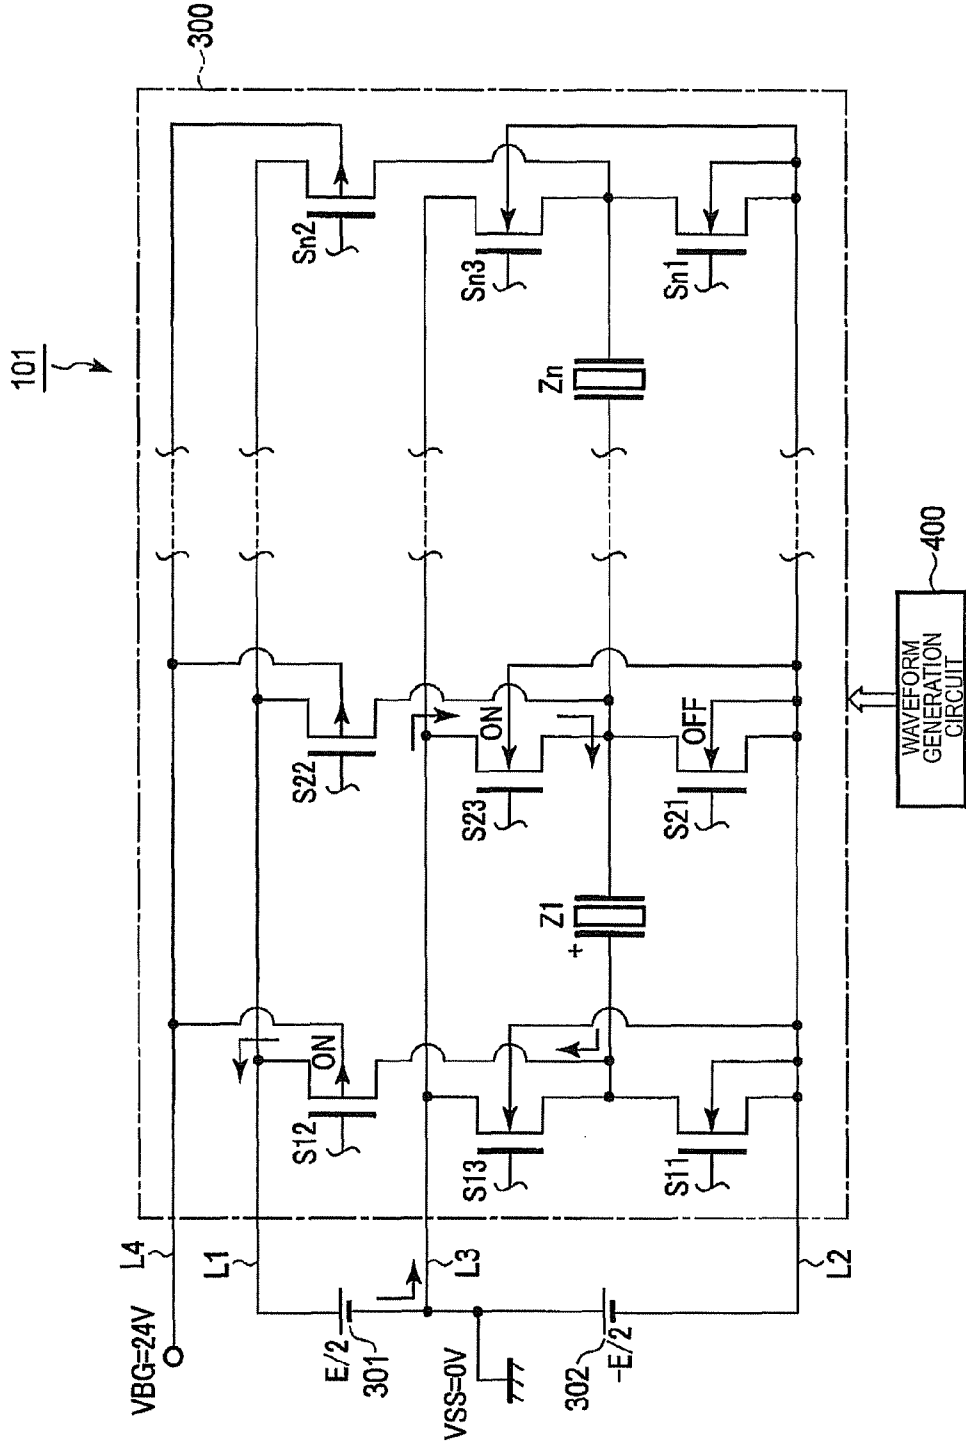 101
300
VBG=24V
L4
L1
E/2
301
L3
VSS=0V
302
-E/2
L2
S12
ON
S13
S11
Z1
+
S22
S23
ON
S21
OFF
Zn
Sn2
Sn3
Sn1
WAVEFORM
GENERATION
CIRCUIT
400